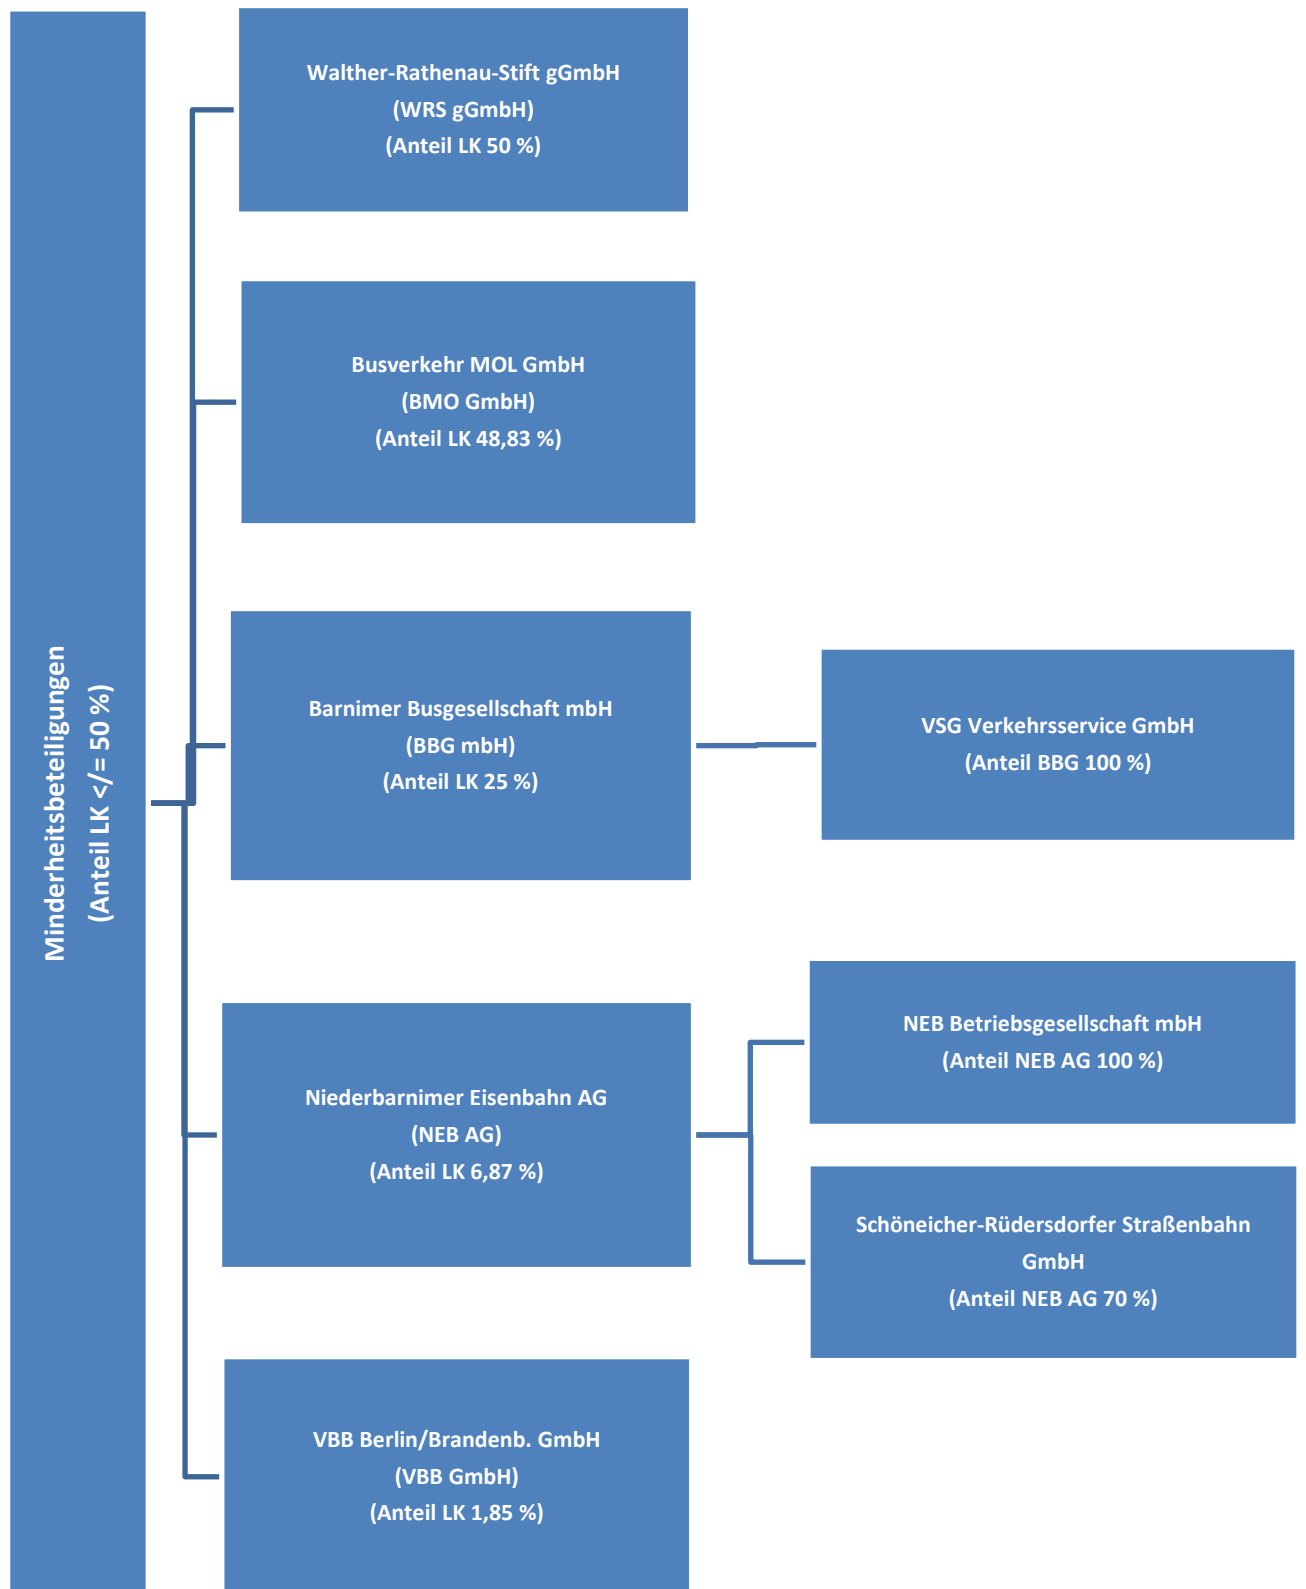 Minderheitsbeteiligungen
(Anteil LK </= 50 %)
Walther-Rathenau-Stift gGmbH
(WRS gGmbH)
(Anteil LK 50 %)
Busverkehr MOL GmbH
(BMO GmbH)
(Anteil LK 48,83 %)
Barnimer Busgesellschaft mbH
(BBG mbH)
(Anteil LK 25 %)
VSG Verkehrsservice GmbH
(Anteil BBG 100 %)
Niederbarnimer Eisenbahn AG
(NEB AG)
(Anteil LK 6,87 %)
NEB Betriebsgesellschaft mbH
(Anteil NEB AG 100 %)
Schöneicher-Rüdersdorfer Straßenbahn
GmbH
(Anteil NEB AG 70 %)
VBB Berlin/Brandenb. GmbH
(VBB GmbH)
(Anteil LK 1,85 %)